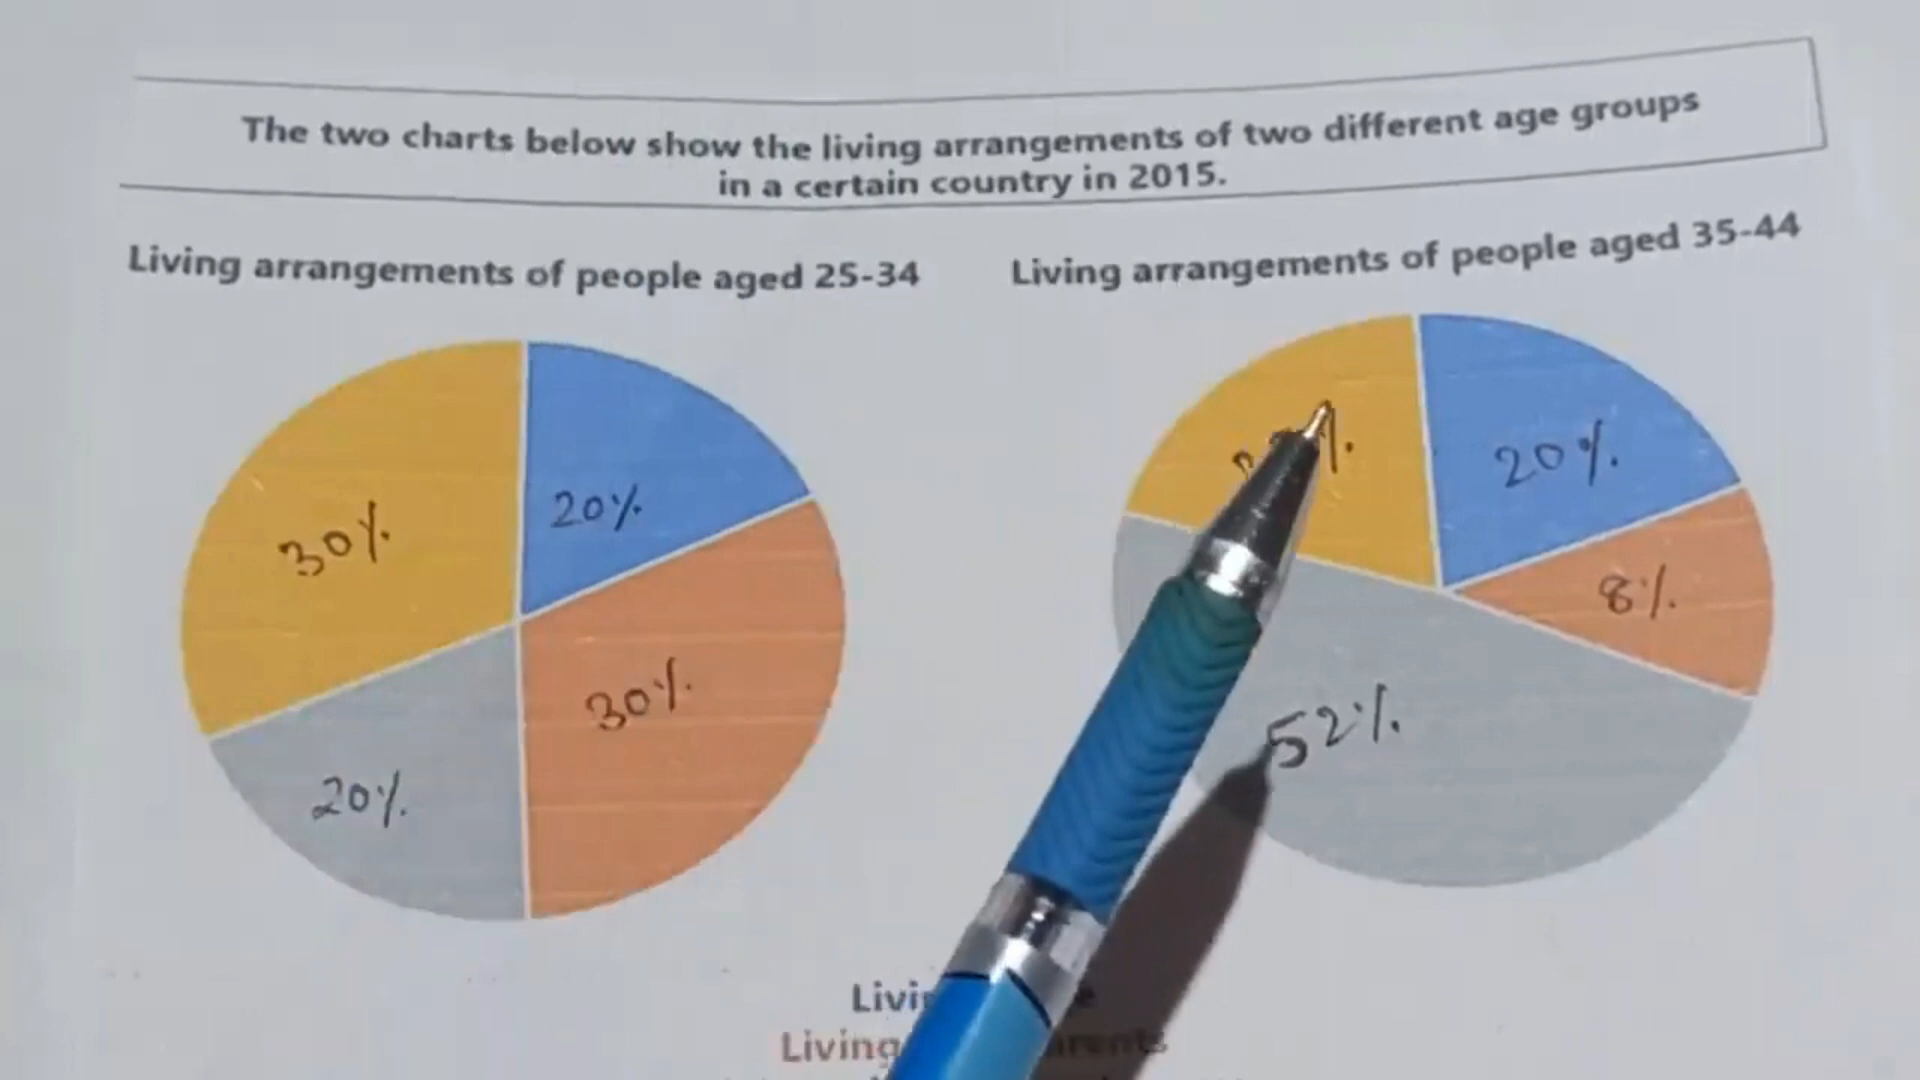 The two charts below show the living arrangements of two different age groups
in a certain country in 2015.
Living arrangements of people aged 25-34
Living arrangements of people aged 35-44
30%
20%
30%
20%
20%
8%
52%
Living